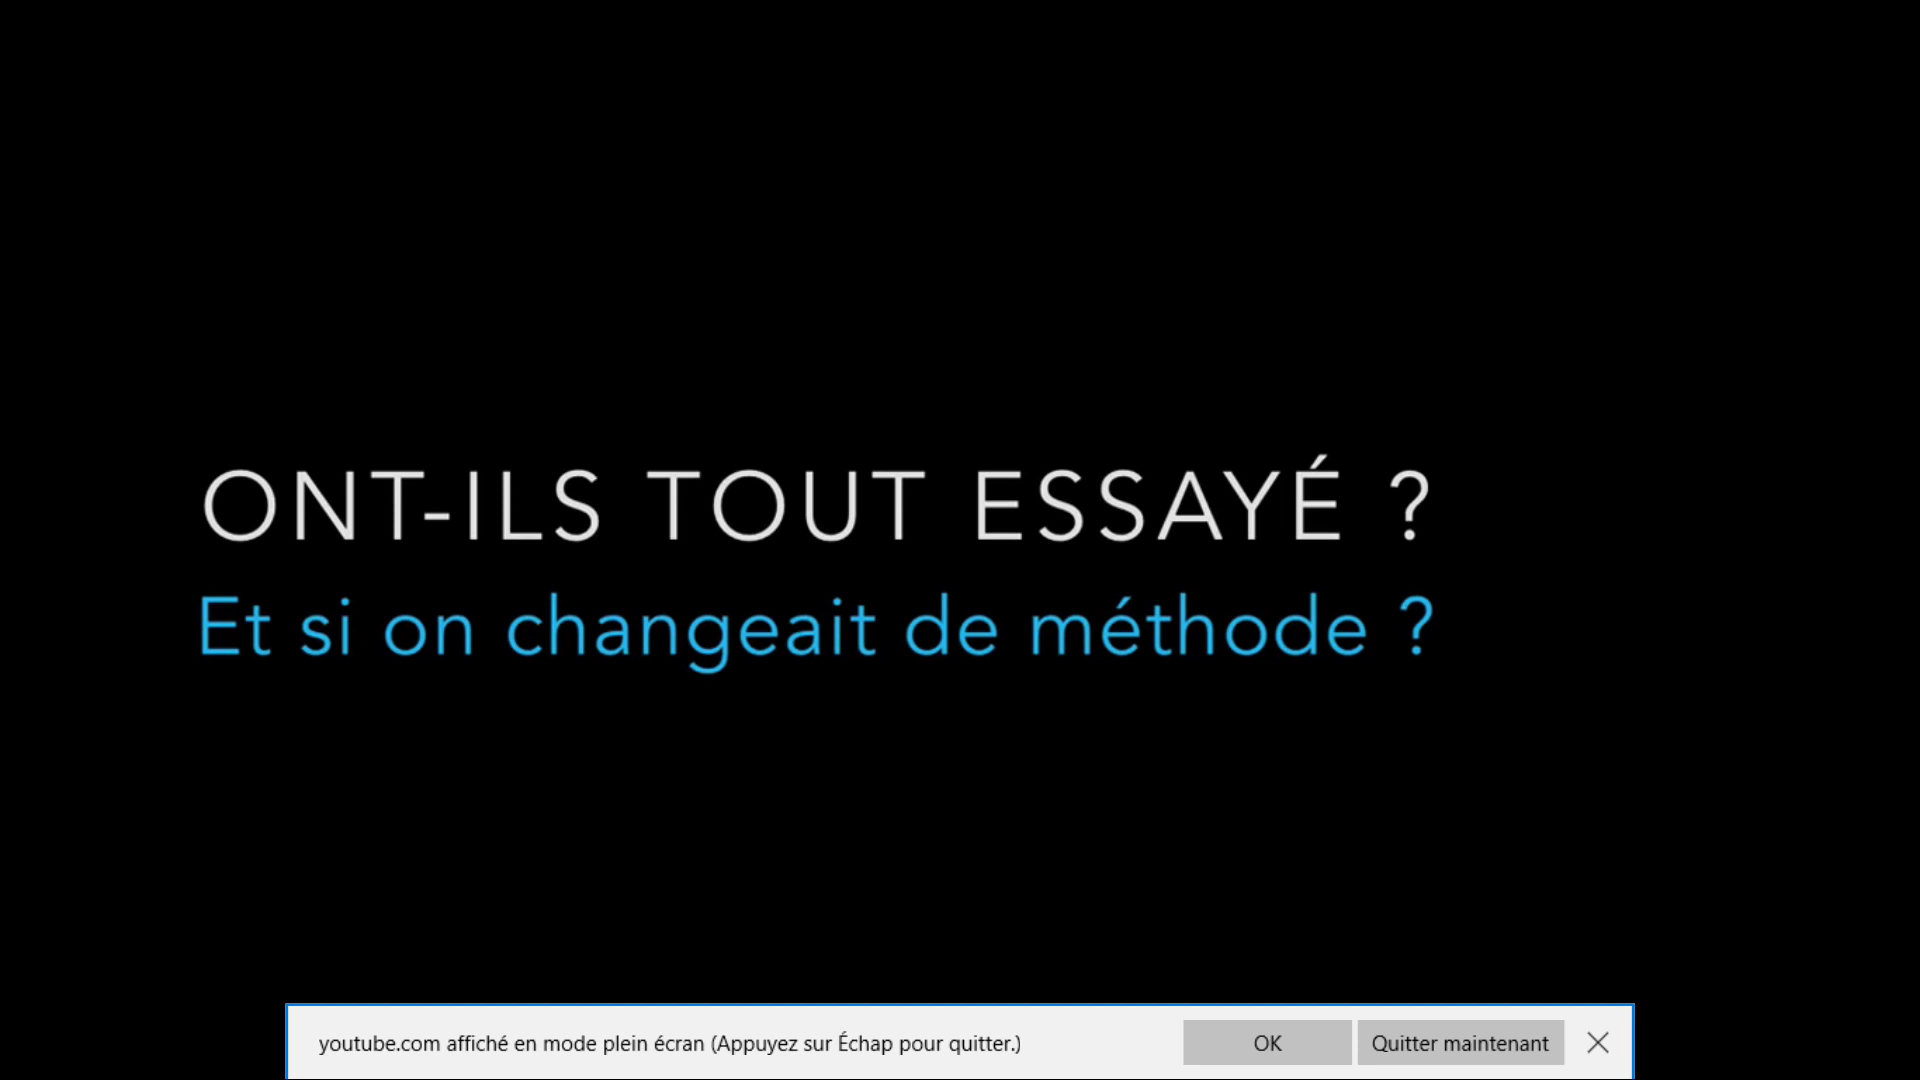 ONT-ILS TOUT ESSAYÉ ?
Et si on changeait de méthode ?
youtube.com affiché en mode plein écran (Appuyez sur Échap pour quitter.)
OK
Quitter maintenant